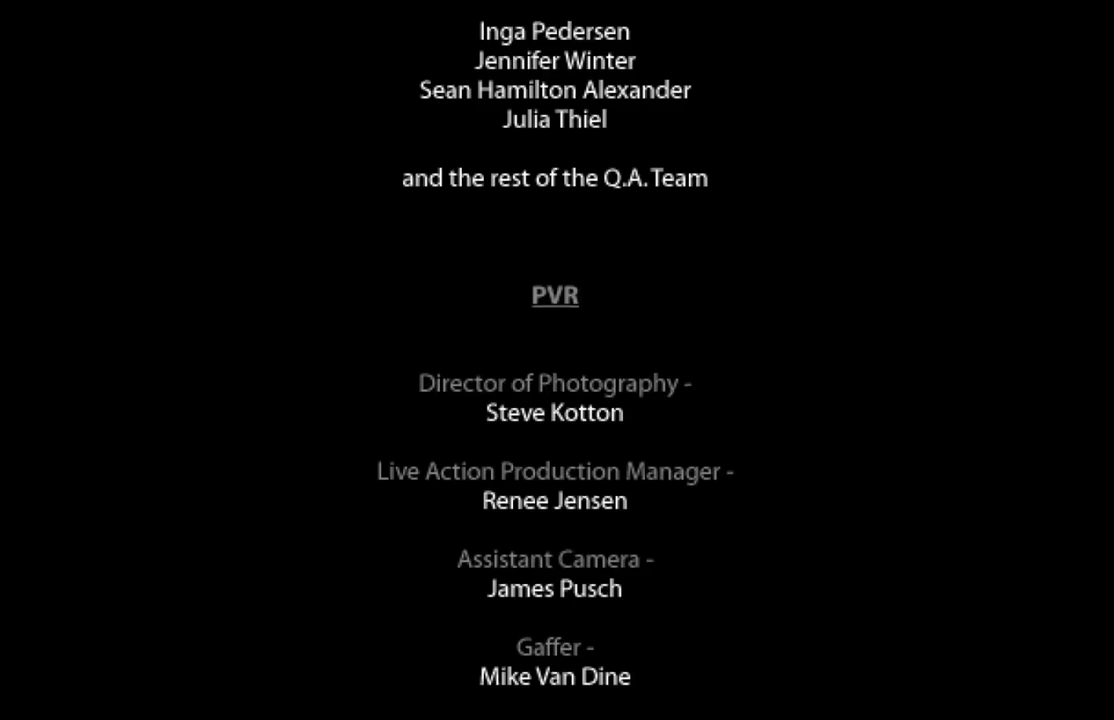 Inga Pedersen
Jennifer Winter
Sean Hamilton Alexander
Julia Thiel
and the rest of the Q.A. Team
PVR
Director of Photography -
Steve Kotton
Live Action Production Manager -
Renee Jensen
Assistant Camera -
James Pusch
Gaffer -
Mike Van Dine